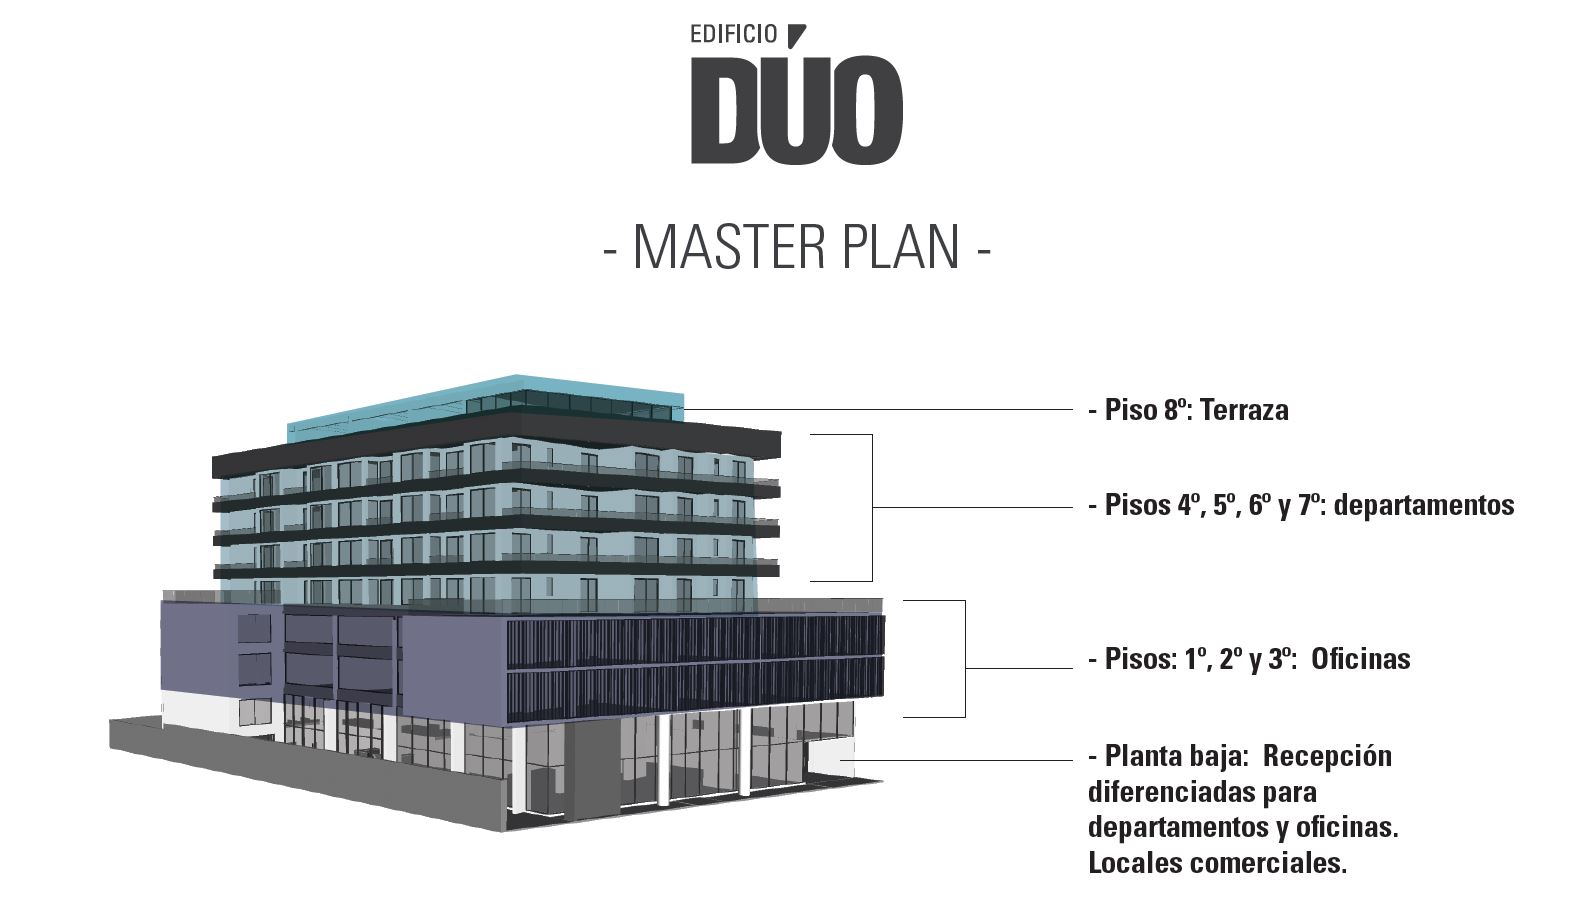 EDIFICIO
DÚO
- MASTER PLAN -
- Piso 8º: Terraza
- Pisos 4º, 5º, 6º y 7º: departamentos
- Pisos: 1º, 2º y 3º: Oficinas
- Planta baja: Recepción
diferenciadas para
departamentos y oficinas.
Locales comerciales.